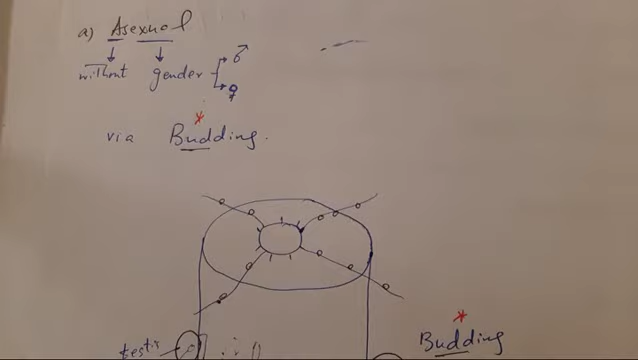 a) Asexual
without gender ♂
♀
via Budding.
testis
Budding